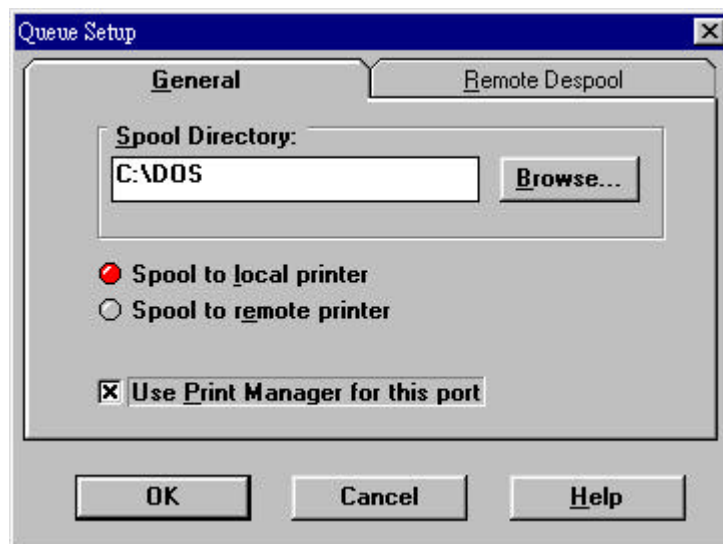 Queue Setup
General
Remote Despool
Spool Directory:
C:\DOS
Browse...
Spool to local printer
Spool to remote printer
Use Print Manager for this port
OK
Cancel
Help